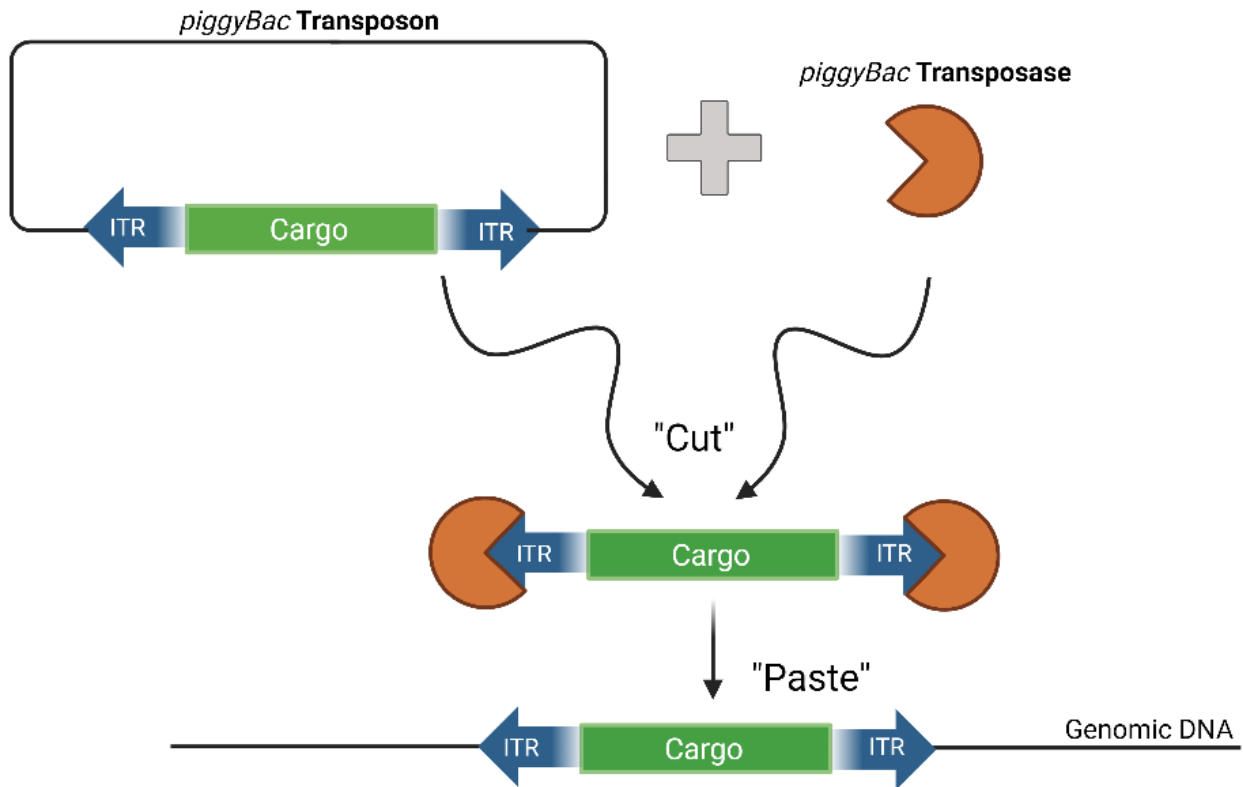 piggyBac Transposon
piggyBac Transposase
ITR
Cargo
ITR
"Cut"
ITR
Cargo
ITR
"Paste"
Genomic DNA
ITR
Cargo
ITR